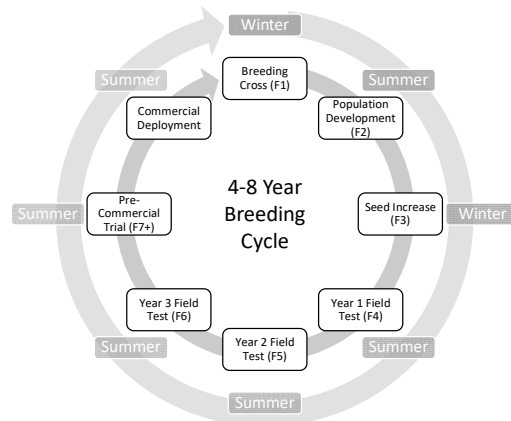 Winter
Summer
Summer
Breeding
Cross (F1)
Commercial
Deployment
Population
Development
(F2)
4-8 Year
Breeding
Cycle
Summer
Pre-
Commercial
Trial (F7+)
Seed Increase
(F3)
Winter
Year 3 Field
Test (F6)
Year 1 Field
Test (F4)
Year 2 Field
Test (F5)
Summer
Summer
Summer